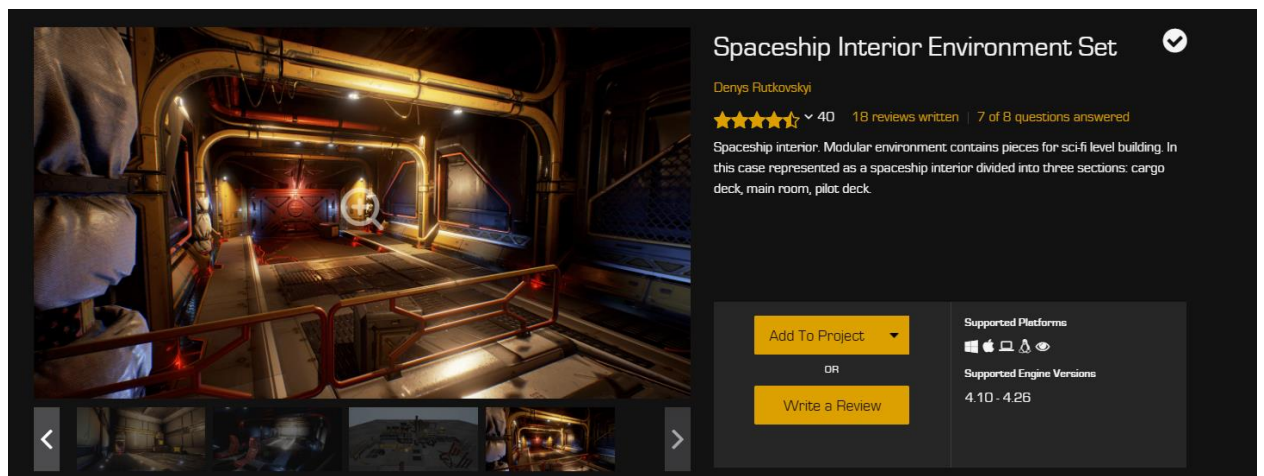 Spaceship Interior Environment Set
Denys Rutkovskyi
40 18 reviews written | 7 of 8 questions answered
Spaceship interior. Modular environment contains pieces for sci-fi level building. In
this case represented as a spaceship interior divided into three sections: cargo
deck, main room, pilot deck.
Add To Project
OR
Write a Review
Supported Platforms
Supported Engine Versions
4.10 - 4.26